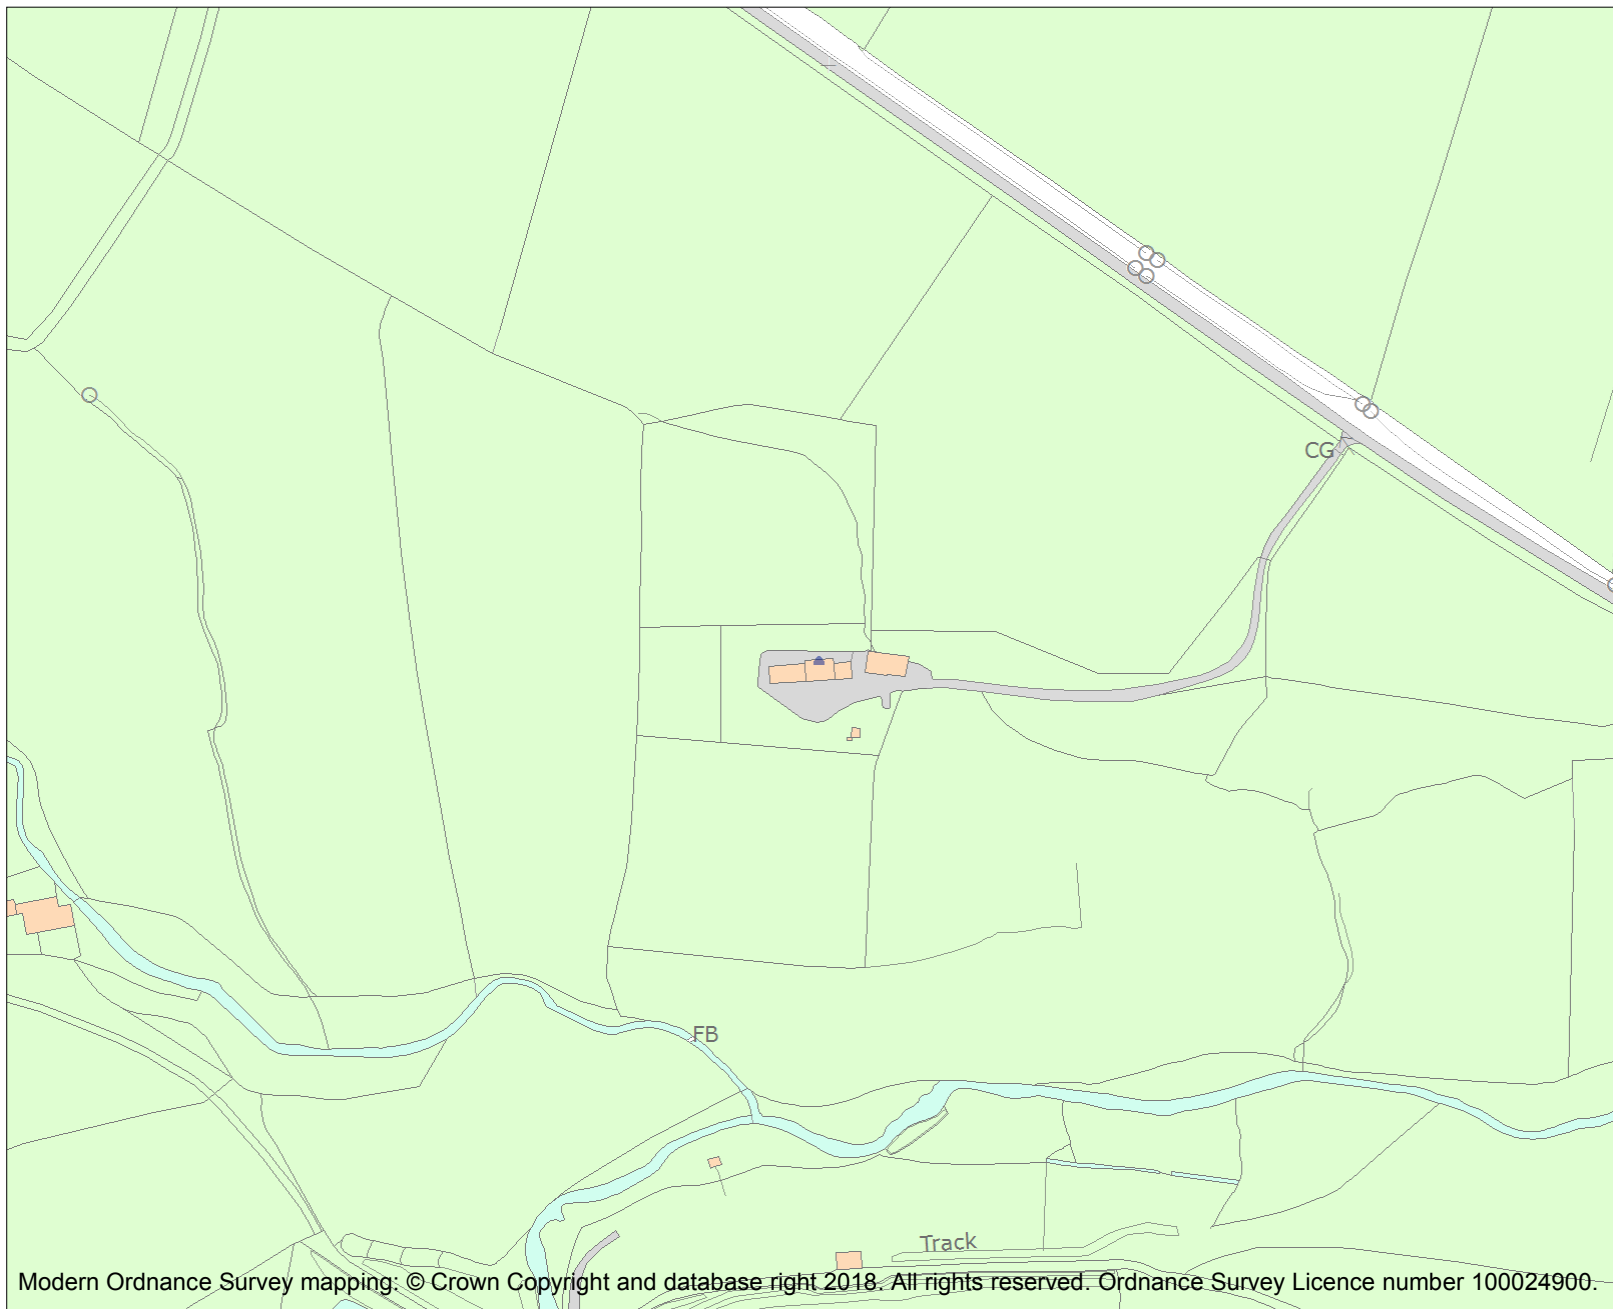 CG
FB
Track
Modern Ordnance Survey mapping: © Crown Copyright and database right 2018. All rights reserved. Ordnance Survey Licence number 100024900.